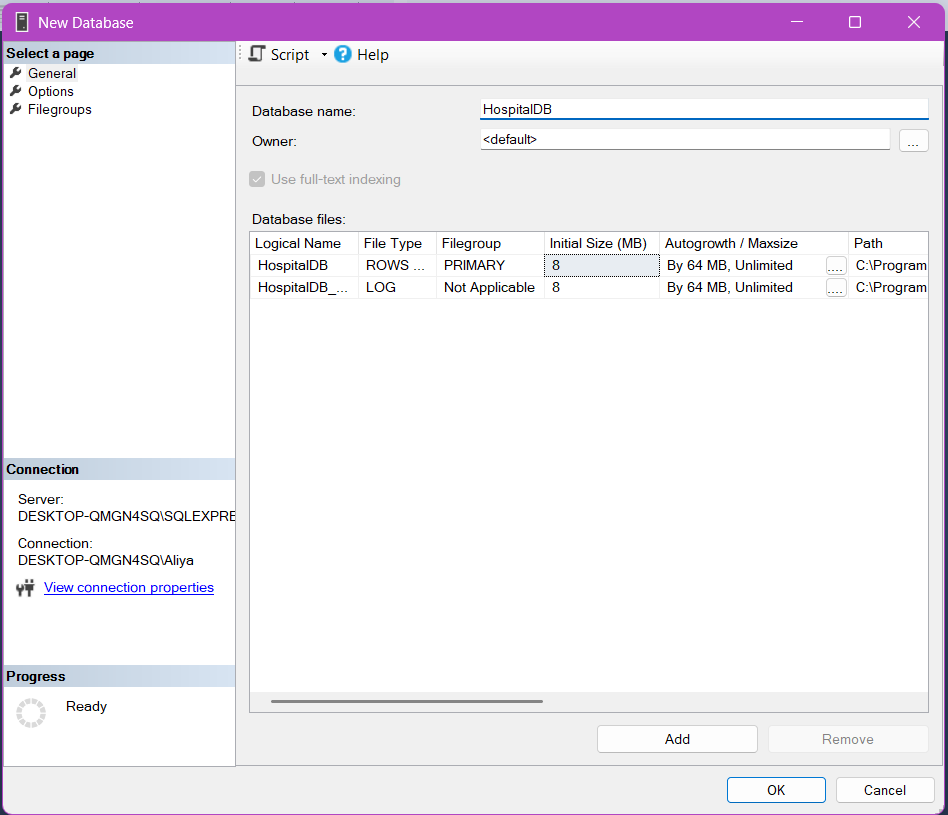 New Database
Select a page
General
Options
Filegroups
Script
Help
Database name:
HospitalDB
Owner:
<default>
...
Use full-text indexing
Database files:
Logical Name File Type Filegroup Initial Size (MB) Autogrowth / Maxsize Path
HospitalDB ROWS ... PRIMARY 8 By 64 MB, Unlimited .... C:\Program
HospitalDB_... LOG Not Applicable 8 By 64 MB, Unlimited .... C:\Program
Connection
Server:
DESKTOP-QMGN4SQ\SQLEXPRE
Connection:
DESKTOP-QMGN4SQ\Aliya
View connection properties
Progress
Ready
Add
Remove
OK
Cancel